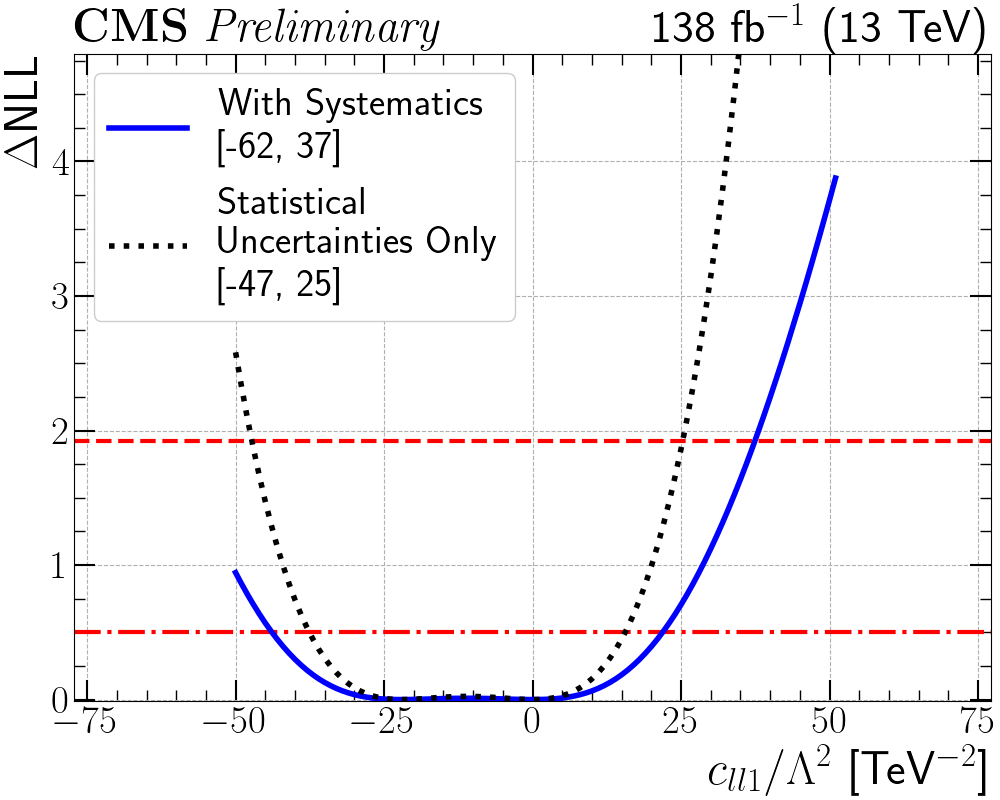 CMS Preliminary 138 fb⁻¹ (13 TeV)
ΔNLL
With Systematics
[-62, 37]
Statistical
Uncertainties Only
[-47, 25]
4
3
2
1
0
−75 −50 −25 0 25 50 75
c_{ll1}/Λ² [TeV⁻²]